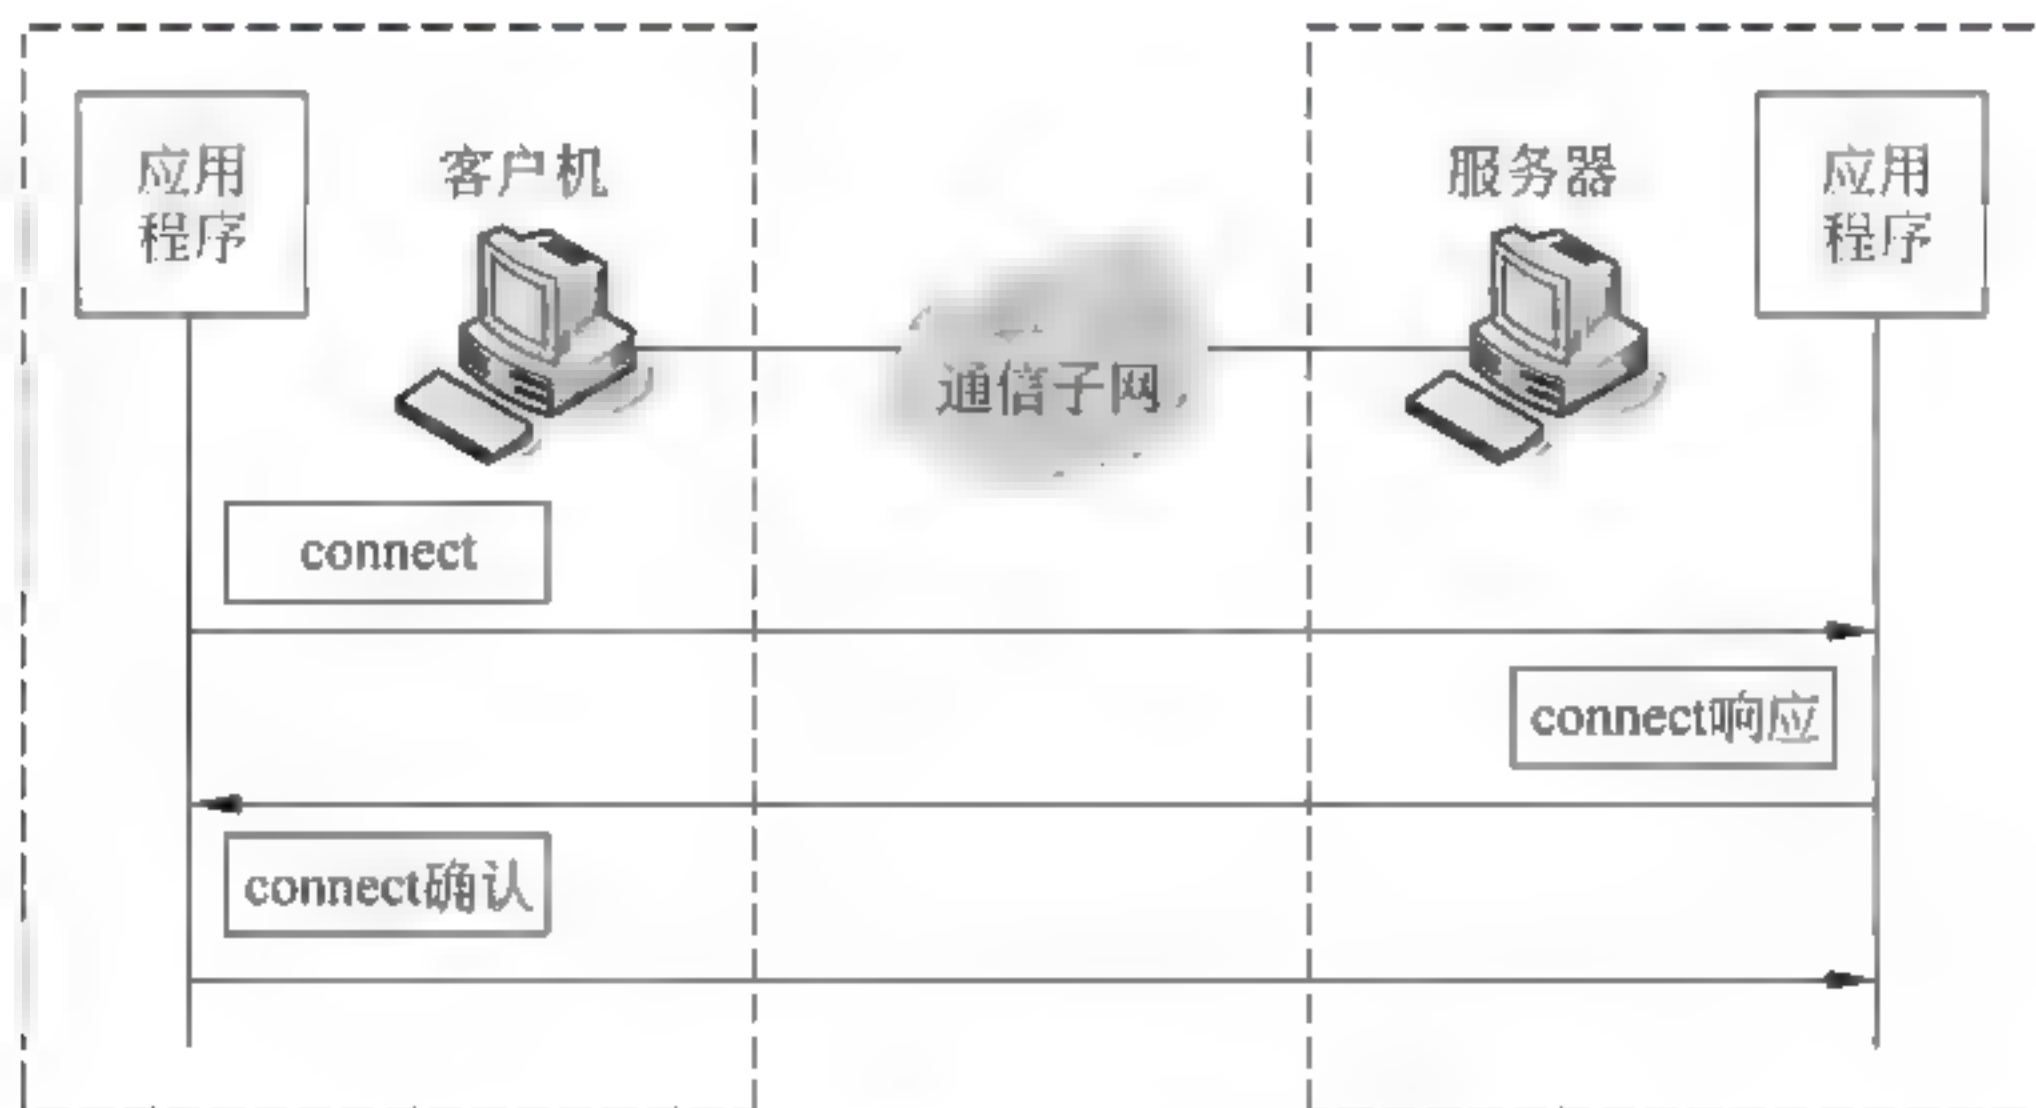 应用
程序
客户机
服务器
应用
程序
通信子网
connect
connect响应
connect确认